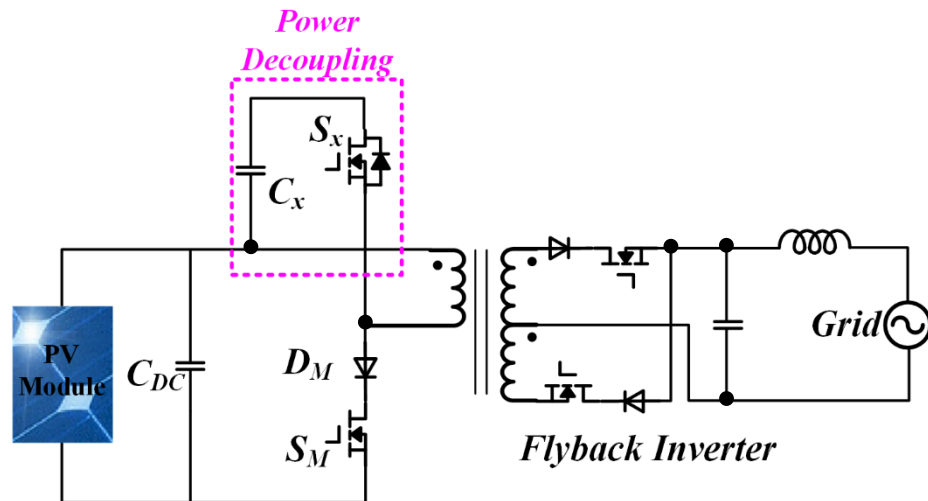 Power
Decoupling
Sx
Cx
PV
Module
CDC
DM
SM
Grid
Flyback Inverter